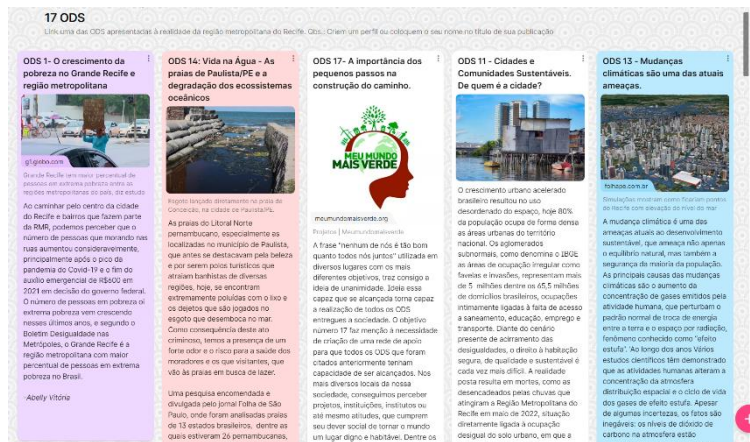 17 ODS
Link uma das ODS apresentadas à realidade da região metropolitana do Recife. Obs.: Criem um perfil ou coloquem o seu nome no título de sua publicação
ODS 1- O crescimento da
pobreza no Grande Recife e
região metropolitana
g1.globo.com
Grande Recife tem maior percentual de
pessoas em extrema pobreza entre as
regiões metropolitanas do país, diz estudo
Ao caminhar pelo centro da cidade
do Recife e bairros que fazem parte
da RMR, podemos perceber que o
número de pessoas que morando nas
ruas aumentou consideravelmente,
principalmente após o pico da
pandemia do Covid-19 e o fim do
auxílio emergencial de R$600 em
2021 em decisão do governo federal.
O número de pessoas em pobreza oi
extrema pobreza vem crescendo
nesses últimos anos, e segundo o
Boletim Desigualdade nas
Metrópoles, o Grande Recife é a
região metropolitana com maior
percentual de pessoas em extrema
pobreza no Brasil.
-Abelly Vitória
ODS 14: Vida na Água - As
praias de Paulista/PE e a
degradação dos ecossistemas
oceânicos
Esgoto lançado diretamente na praia de
Conceição, na cidade de Paulista/PE.
As praias do Litoral Norte
pernambucano, especialmente as
localizadas no município de Paulista,
que antes se destacavam pela beleza
e por serem polos turísticos que
atraiam banhistas de diversas
regiões, hoje, se encontram
extremamente poluídas com o lixo e
os dejetos que são jogados no
esgoto que desemboca no mar.
Como consequência deste ato
criminoso, temos a presença de um
forte odor e o risco para a saúde dos
moradores e os que visitantes, que
vão às praias em busca de lazer.
Uma pesquisa encomendada e
divulgada pelo jornal Folha de São
Paulo, onde foram analisadas praias
de 13 estados brasileiros, dentre as
quais estiveram 26 pernambucanas,
ODS 17- A importância dos
pequenos passos na
construção do caminho.
MEU MUNDO
MAIS VERDE
meumundomaisverde.org
Projetos | Meumundomaisverde
A frase "nenhum de nós é tão bom
quanto todos nós juntos" utilizada em
diversos lugares com os mais
diferentes objetivos, traz consigo a
ideia de unanimidade. Ideia essa
capaz que se alcançada torna capaz
a realização de todos os ODS
entregues a sociedade. O objetivo
número 17 faz menção à necessidade
de criação de uma rede de apoio
para que todos os ODS que foram
citados anteriormente tenham
capacidade de ser alcançados. Nos
mais diversos locais da nossa
sociedade, conseguimos perceber
projetos, instituições, institutos ou
até mesmo atitudes, que cumprem
seu dever social de tornar o mundo
um lugar digno e habitável. Dentre os
ODS 11 - Cidades e
Comunidades Sustentáveis.
De quem é a cidade?
O crescimento urbano acelerado
brasileiro resultou no uso
desordenado do espaço, hoje 80%
da população ocupa de forma densa
as áreas urbanas do território
nacional. Os aglomerados
subnormais, como denomina o IBGE
as áreas de ocupação irregular como
favelas e invasões, representam mais
de 5 milhões dentre os 65,5 milhões
de domicílios brasileiros, ocupações
intimamente ligadas à falta de acesso
a saneamento, educação, emprego e
transporte. Diante do cenário
presente de acirramento das
desigualdades, o direito à habitação
segura, de qualidade e sustentável é
cada vez mais difícil. A realidade
posta resulta em mortes, como as
desencadeadas pelas chuvas que
atingiram a Região Metropolitana do
Recife em maio de 2022, situação
diretamente ligada à ocupação
desigual do solo urbano, em que a
ODS 13 - Mudanças
climáticas são uma das atuais
ameaças.
folhape.com.br
Simulações mostram como ficariam pontos
do Recife com elevação do nível do mar
A mudança climática é uma das
ameaças atuais ao desenvolvimento
sustentável, que ameaça não apenas
o equilíbrio natural, mas também a
segurança da maioria da população.
As principais causas das mudanças
climáticas são o aumento da
concentração de gases emitidos pela
atividade humana, que perturbam o
padrão normal de troca de energia
entre a terra e o espaço por radiação,
fenômeno conhecido como "efeito
estufa". Ao longo dos anos Vários
estudos científicos têm demonstrado
que as atividades humanas alteram a
concentração da atmosfera
distribuição espacial e o ciclo de vida
dos gases de efeito estufa. Apesar
de algumas incertezas, os fatos são
inegáveis: os níveis de dióxido de
carbono na atmosfera estão